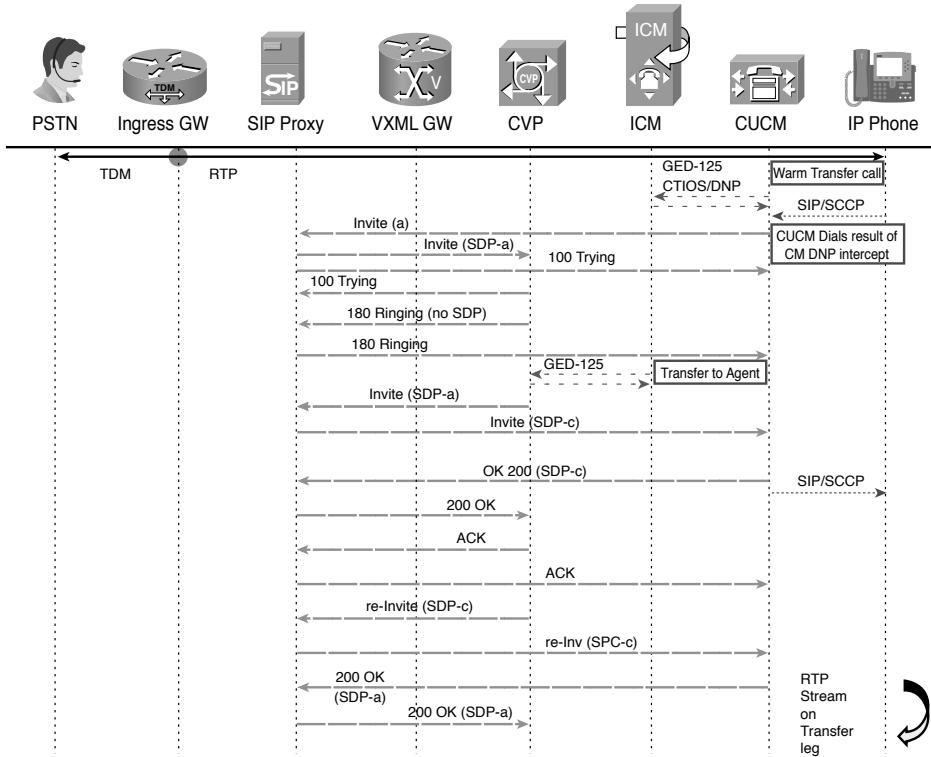 ICM
TDM
SIP
V
CVP
PSTN
Ingress GW
SIP Proxy
VXML GW
CVP
ICM
CUCM
IP Phone
TDM
RTP
GED-125
CTIOS/DNP
Warm Transfer call
SIP/SCCP
Invite (a)
CUCM Dials result of
CM DNP intercept
Invite (SDP-a)
100 Trying
100 Trying
180 Ringing (no SDP)
180 Ringing
GED-125
Transfer to Agent
Invite (SDP-a)
Invite (SDP-c)
OK 200 (SDP-c)
SIP/SCCP
200 OK
ACK
ACK
re-Invite (SDP-c)
re-Inv (SPC-c)
200 OK
(SDP-a)
200 OK (SDP-a)
RTP
Stream
on
Transfer
leg